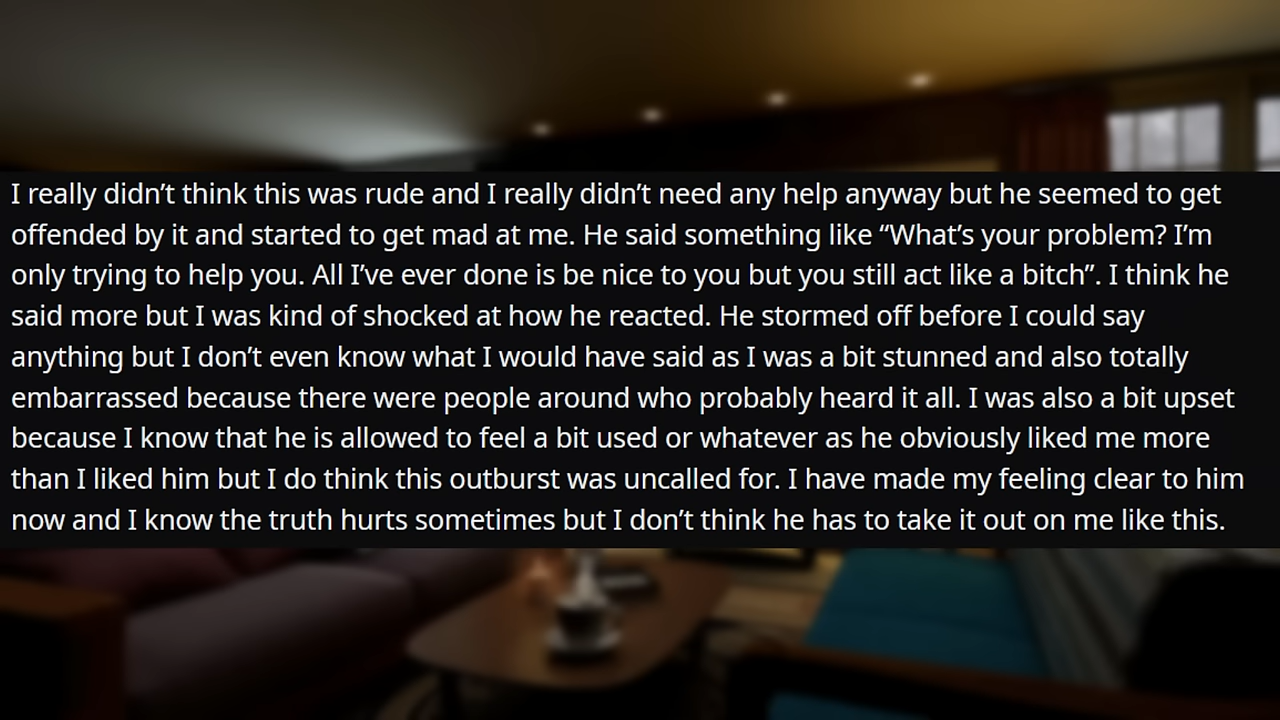 I really didn’t think this was rude and I really didn’t need any help anyway but he seemed to get
offended by it and started to get mad at me. He said something like “What’s your problem? I’m
only trying to help you. All I’ve ever done is be nice to you but you still act like a bitch”. I think he
said more but I was kind of shocked at how he reacted. He stormed off before I could say
anything but I don’t even know what I would have said as I was a bit stunned and also totally
embarrassed because there were people around who probably heard it all. I was also a bit upset
because I know that he is allowed to feel a bit used or whatever as he obviously liked me more
than I liked him but I do think this outburst was uncalled for. I have made my feeling clear to him
now and I know the truth hurts sometimes but I don’t think he has to take it out on me like this.